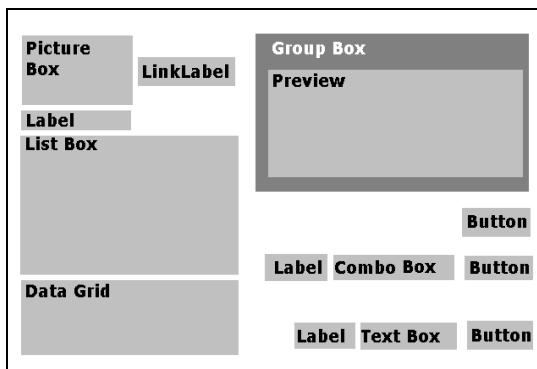 Picture
Box
LinkLabel
Label
List Box
Data Grid
Group Box
Preview
Button
Label Combo Box Button
Label Text Box Button